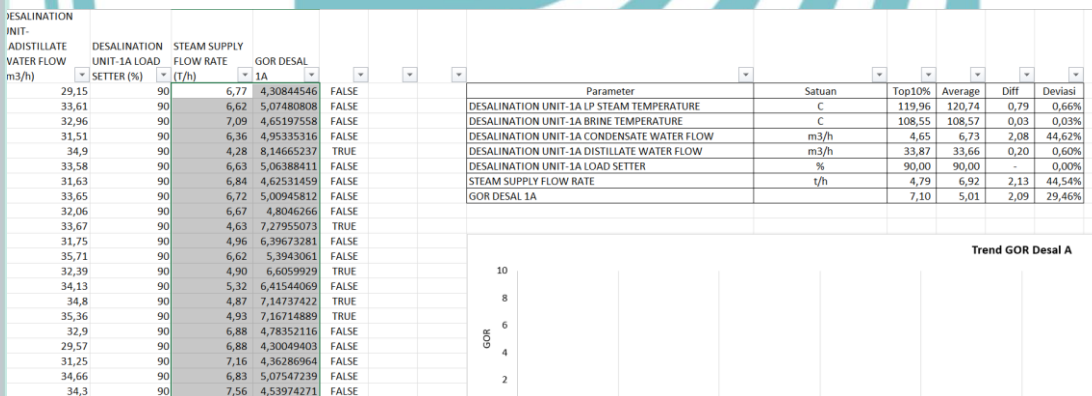 DESALINATION
UNIT-
ADISTILLATE DESALINATION STEAM SUPPLY
WATER FLOW UNIT-1A LOAD FLOW RATE GOR DESAL
m3/h) SETTER (%) (T/h) 1A
29,15 90 6,77 4,30844546 FALSE
33,61 90 6,62 5,07480808 FALSE
32,96 90 7,09 4,65197558 FALSE
31,51 90 6,36 4,95335316 FALSE
34,9 90 4,28 8,14665237 TRUE
33,58 90 6,63 5,06388411 FALSE
31,63 90 6,84 4,62531459 FALSE
33,65 90 6,72 5,00945812 FALSE
32,06 90 6,67 4,8046266 FALSE
33,67 90 4,63 7,27955073 TRUE
31,75 90 4,96 6,39673281 FALSE
35,71 90 6,62 5,3943061 FALSE
32,39 90 4,90 6,6059929 TRUE
34,13 90 5,32 6,41544069 FALSE
34,8 90 4,87 7,14737422 TRUE
35,36 90 4,93 7,16714889 TRUE
32,9 90 6,88 4,78352116 FALSE
29,57 90 6,88 4,30049403 FALSE
31,25 90 7,16 4,36286964 FALSE
34,66 90 6,83 5,07547239 FALSE
34,3 90 7,56 4,53974271 FALSE
Parameter Satuan Top10% Average Diff Deviasi
DESALINATION UNIT-1A LP STEAM TEMPERATURE C 119,96 120,74 0,79 0,66%
DESALINATION UNIT-1A BRINE TEMPERATURE C 108,55 108,57 0,03 0,03%
DESALINATION UNIT-1A CONDENSATE WATER FLOW m3/h 4,65 6,73 2,08 44,62%
DESALINATION UNIT-1A DISTILLATE WATER FLOW m3/h 33,87 33,66 0,20 0,60%
DESALINATION UNIT-1A LOAD SETTER % 90,00 90,00 - 0,00%
STEAM SUPPLY FLOW RATE t/h 4,79 6,92 2,13 44,54%
GOR DESAL 1A 7,10 5,01 2,09 29,46%
Trend GOR Desal A
10
8
6
GOR
4
2